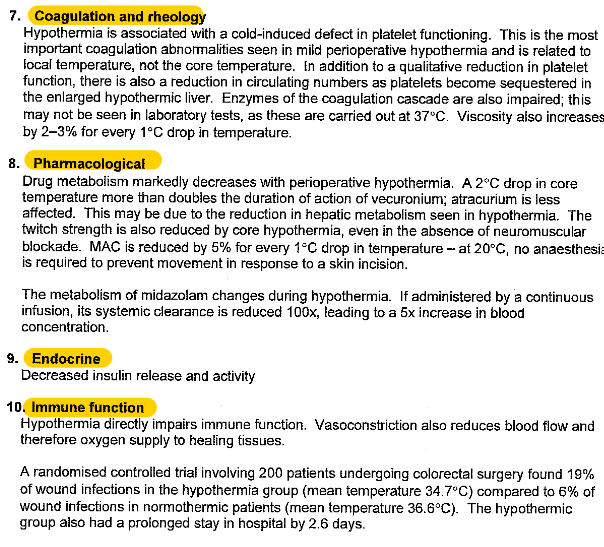 7. Coagulation and rheology
Hypothermia is associated with a cold-induced defect in platelet functioning. This is the most
important coagulation abnormalities seen in mild perioperative hypothermia and is related to
local temperature, not the core temperature. In addition to a qualitative reduction in platelet
function, there is also a reduction in circulating numbers as platelets become sequestered in
the enlarged hypothermic liver. Enzymes of the coagulation cascade are also impaired; this
may not be seen in laboratory tests, as these are carried out at 37°C. Viscosity also increases
by 2–3% for every 1°C drop in temperature.
8. Pharmacological
Drug metabolism markedly decreases with perioperative hypothermia. A 2°C drop in core
temperature more than doubles the duration of action of vecuronium; atracurium is less
affected. This may be due to the reduction in hepatic metabolism seen in hypothermia. The
twitch strength is also reduced by core hypothermia, even in the absence of neuromuscular
blockade. MAC is reduced by 5% for every 1°C drop in temperature – at 20°C, no anaesthesia
is required to prevent movement in response to a skin incision.
The metabolism of midazolam changes during hypothermia. If administered by a continuous
infusion, its systemic clearance is reduced 100x, leading to a 5x increase in blood
concentration.
9. Endocrine
Decreased insulin release and activity
10. Immune function
Hypothermia directly impairs immune function. Vasoconstriction also reduces blood flow and
therefore oxygen supply to healing tissues.
A randomised controlled trial involving 200 patients undergoing colorectal surgery found 19%
of wound infections in the hypothermia group (mean temperature 34.7°C) compared to 6% of
wound infections in normothermic patients (mean temperature 36.6°C). The hypothermic
group also had a prolonged stay in hospital by 2.6 days.